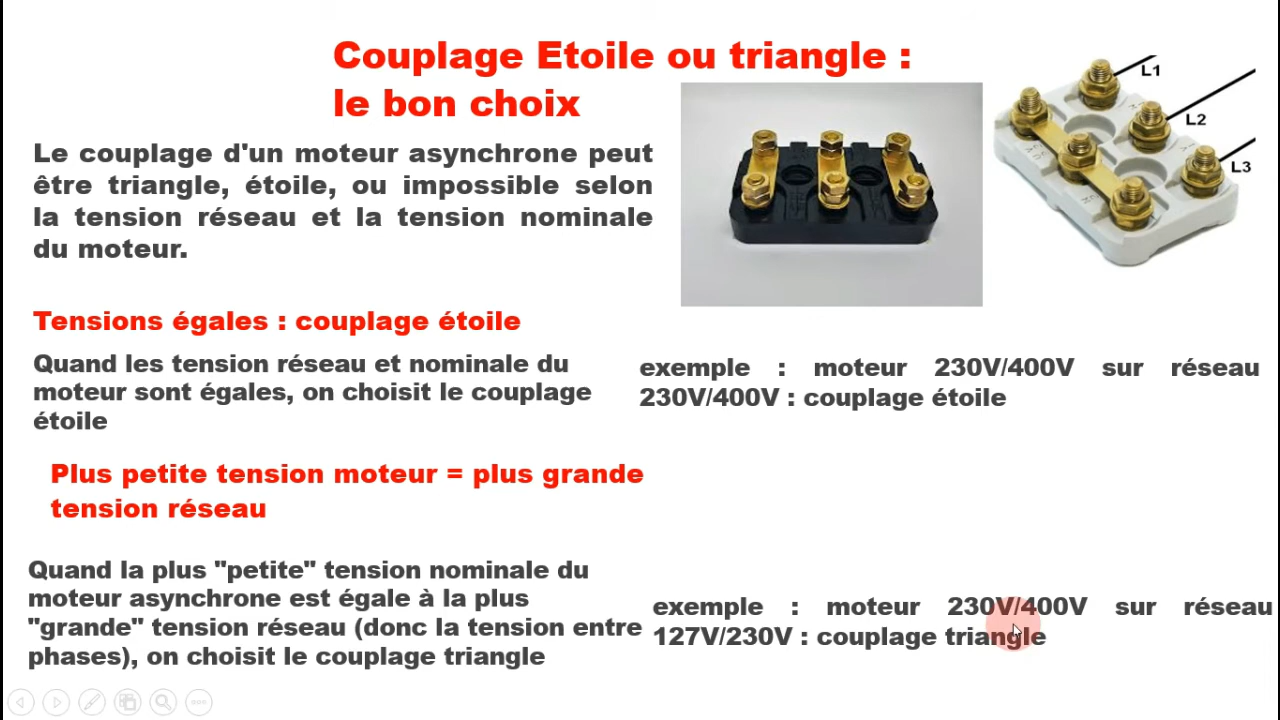 Couplage Etoile ou triangle :
le bon choix
Le couplage d'un moteur asynchrone peut
être triangle, étoile, ou impossible selon
la tension réseau et la tension nominale
du moteur.
L1
L2
L3
Tensions égales : couplage étoile
Quand les tension réseau et nominale du
moteur sont égales, on choisit le couplage
étoile
exemple : moteur 230V/400V sur réseau
230V/400V : couplage étoile
Plus petite tension moteur = plus grande
tension réseau
Quand la plus "petite" tension nominale du
moteur asynchrone est égale à la plus
"grande" tension réseau (donc la tension entre
phases), on choisit le couplage triangle
exemple : moteur 230V/400V sur réseau
127V/230V : couplage triangle